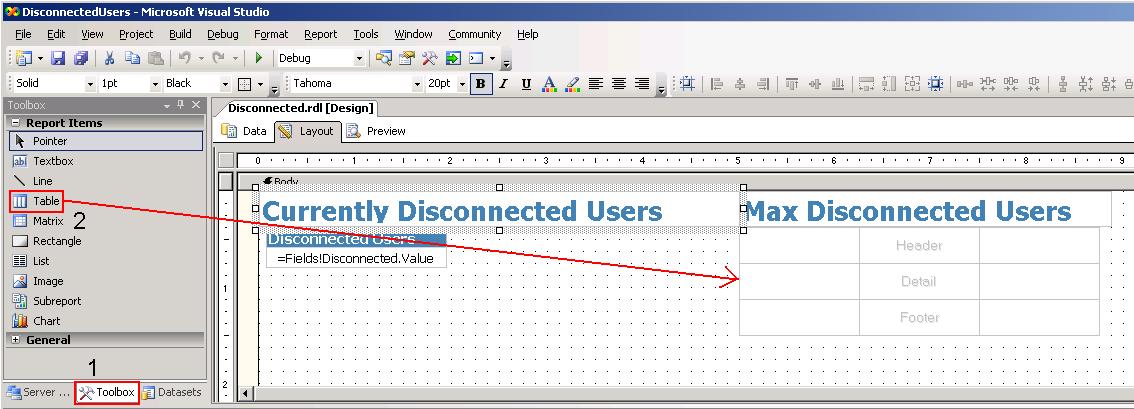 DisconnectedUsers - Microsoft Visual Studio
File Edit View Project Build Debug Format Report Tools Window Community Help
Debug
Solid 1pt Black Tahoma 20pt B I U A
Toolbox
Disconnected.rdl [Design]
Report Items
Data Layout Preview
Pointer
0 1 2 3 4 5 6 7 8 9
Textbox
Line
Body
Table
2
Currently Disconnected Users Max Disconnected Users
Matrix
Rectangle
Disconnected Users
Header
List
=Fields!Disconnected.Value
Image
1
Detail
Subreport
Chart
Footer
General
1
2
Server ... Toolbox Datasets